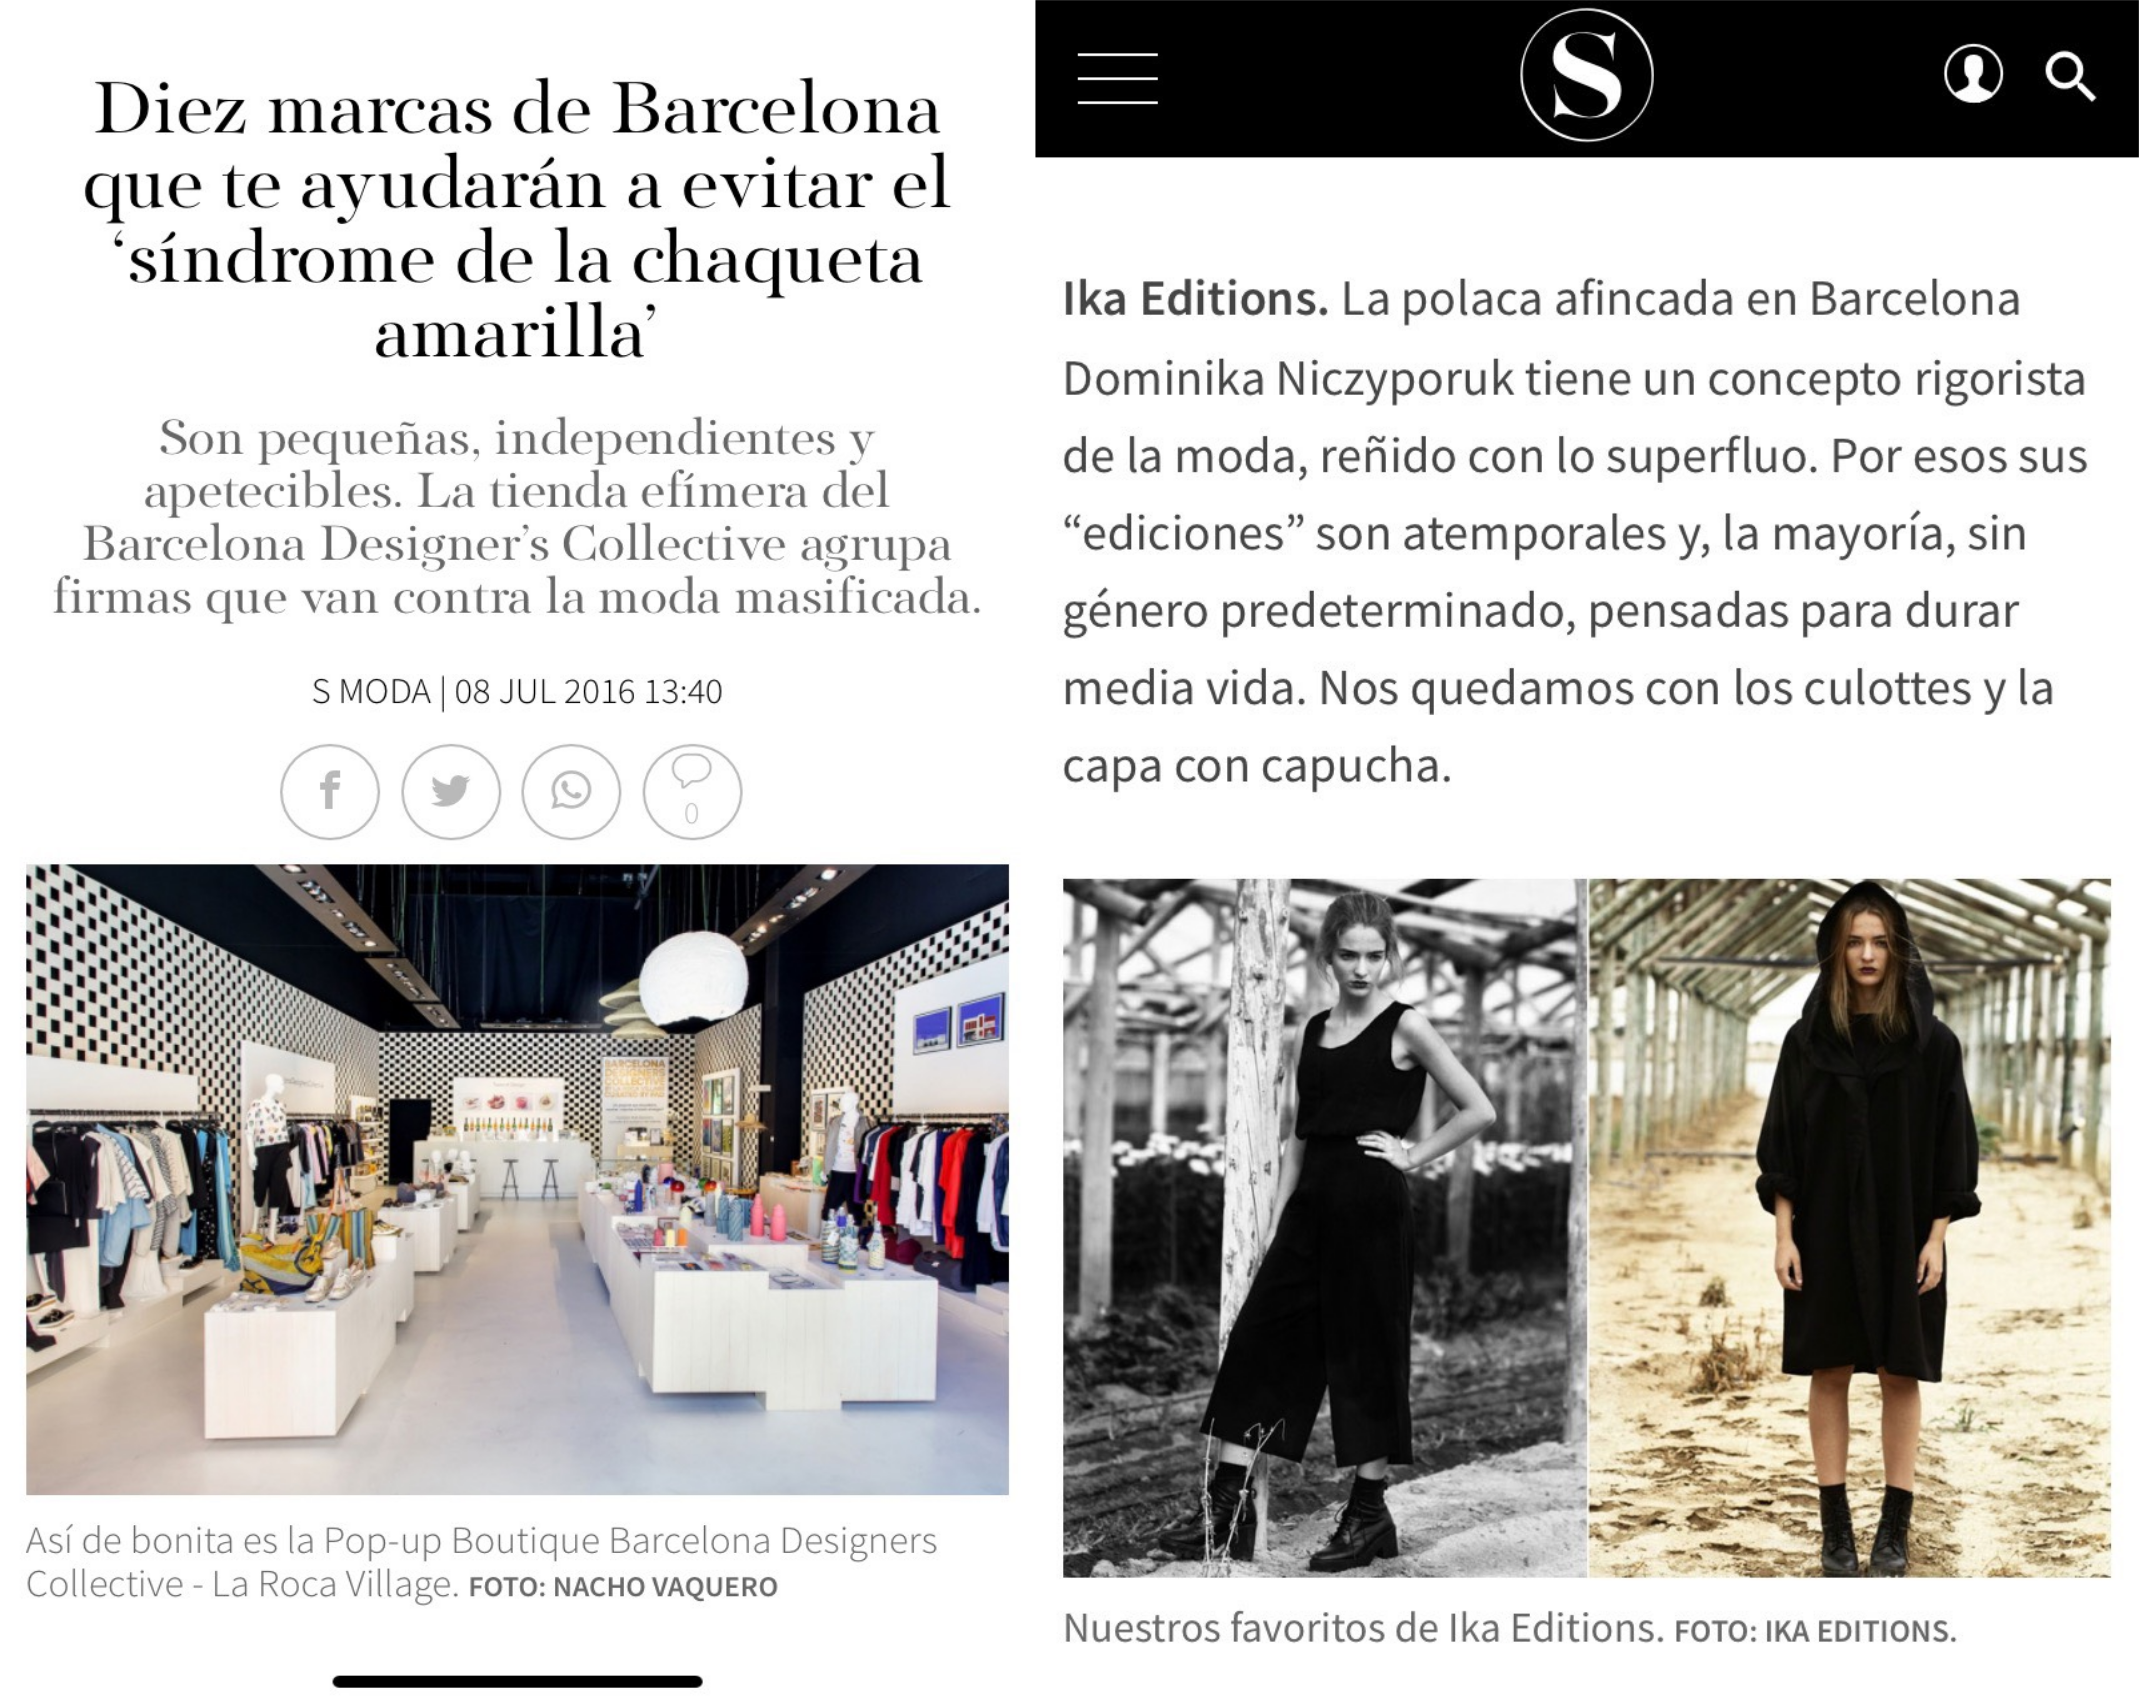 Diez marcas de Barcelona
que te ayudarán a evitar el
‘síndrome de la chaqueta
amarilla’
Son pequeñas, independientes y
apetecibles. La tienda efímera del
Barcelona Designer’s Collective agrupa
firmas que van contra la moda masificada.
S MODA | 08 JUL 2016 13:40
0
BARCELONA
DESIGNERS
COLLECTIVE
Así de bonita es la Pop-up Boutique Barcelona Designers
Collective - La Roca Village. FOTO: NACHO VAQUERO
S
Ika Editions. La polaca afincada en Barcelona
Dominika Niczyporuk tiene un concepto rigorista
de la moda, reñido con lo superfluo. Por esos sus
“ediciones” son atemporales y, la mayoría, sin
género predeterminado, pensadas para durar
media vida. Nos quedamos con los culottes y la
capa con capucha.
Nuestros favoritos de Ika Editions. FOTO: IKA EDITIONS.